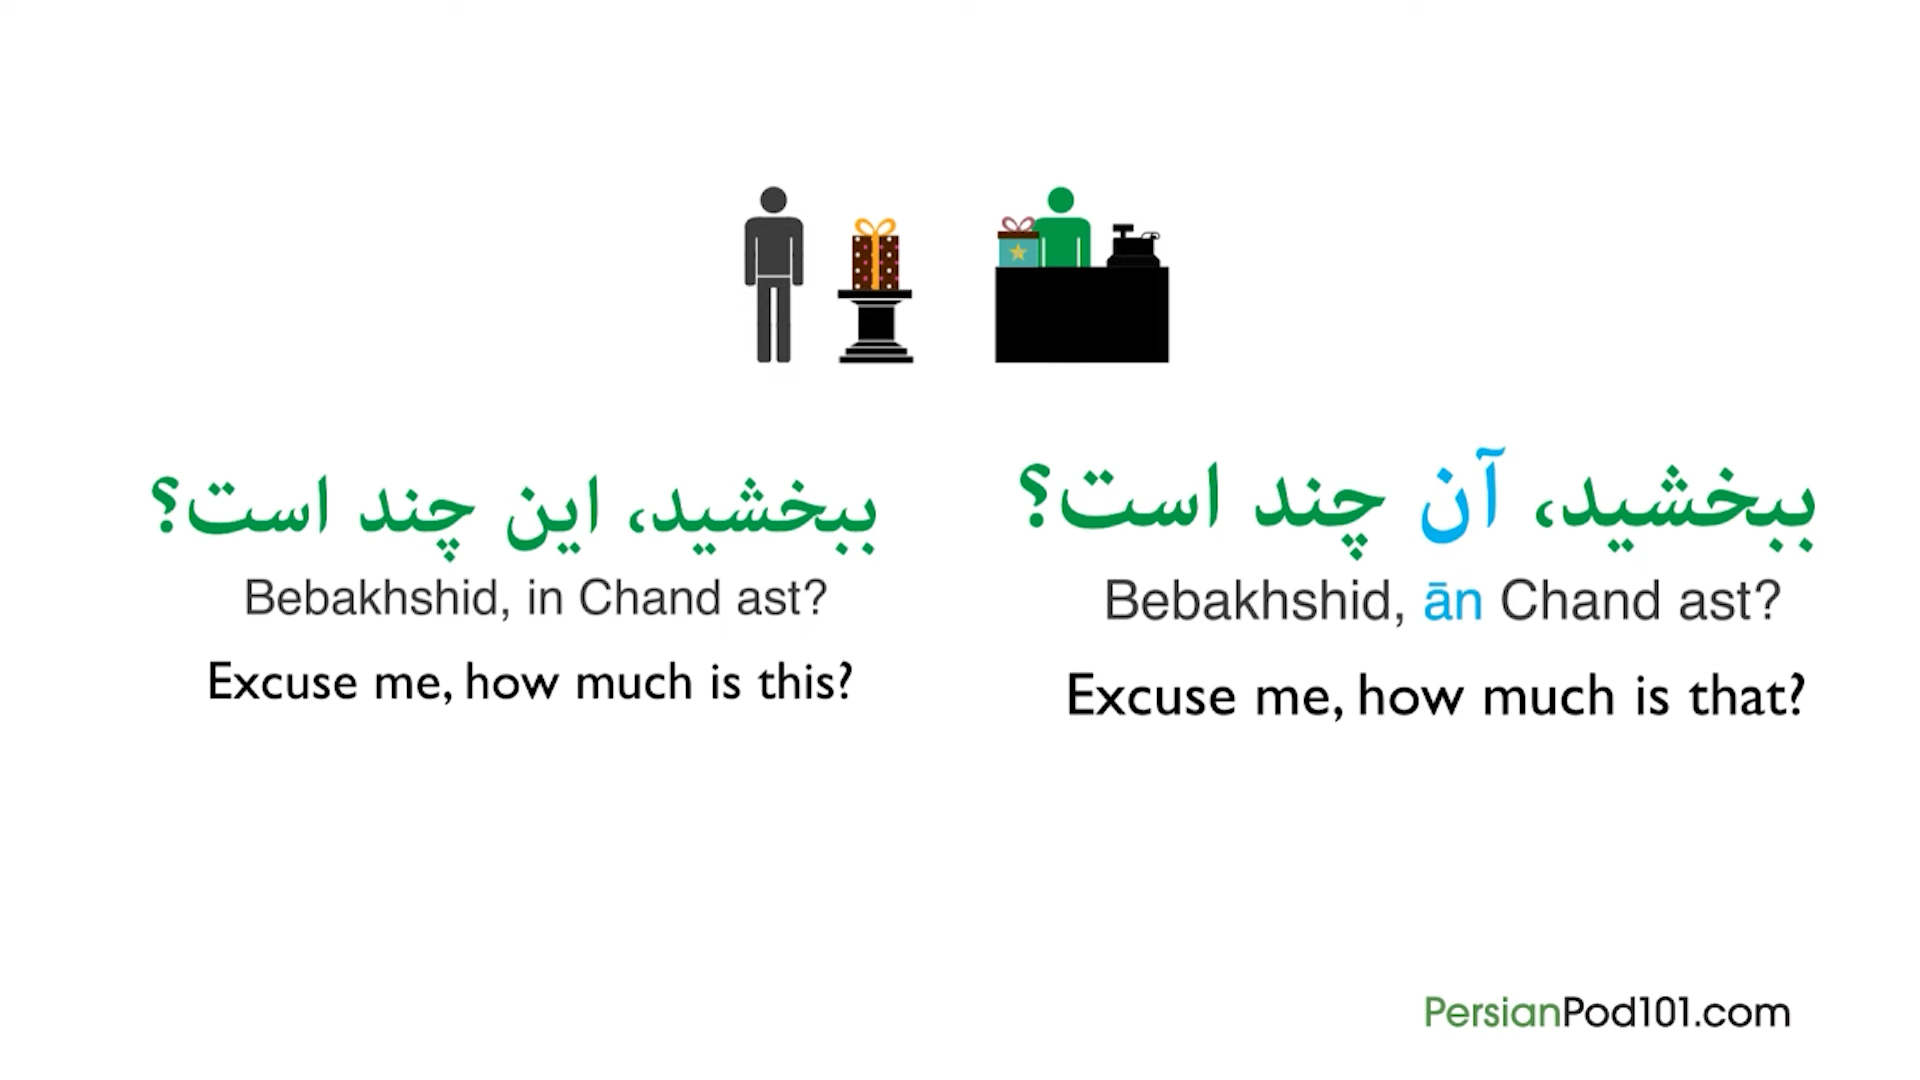 ببخشید، این چند است؟
Bebakhshid, in Chand ast?
Excuse me, how much is this?
ببخشید، آن چند است؟
Bebakhshid, ān Chand ast?
Excuse me, how much is that?
PersianPod101.com